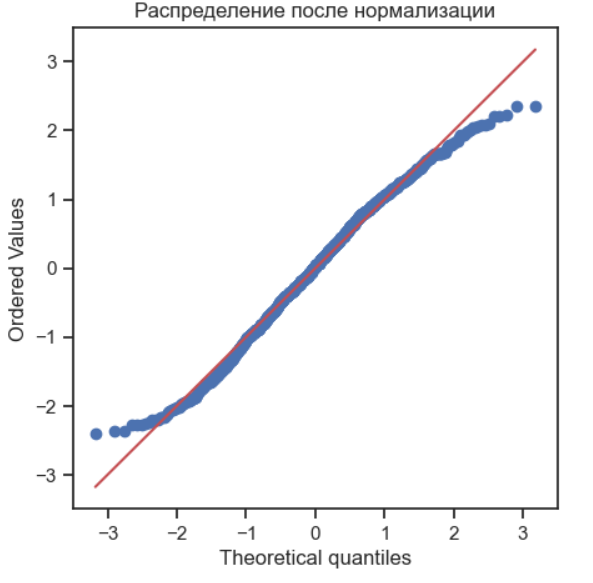 Распределение после нормализации
3
2
1
0
−1
−2
−3
Ordered Values
−3 −2 −1 0 1 2 3
Theoretical quantiles